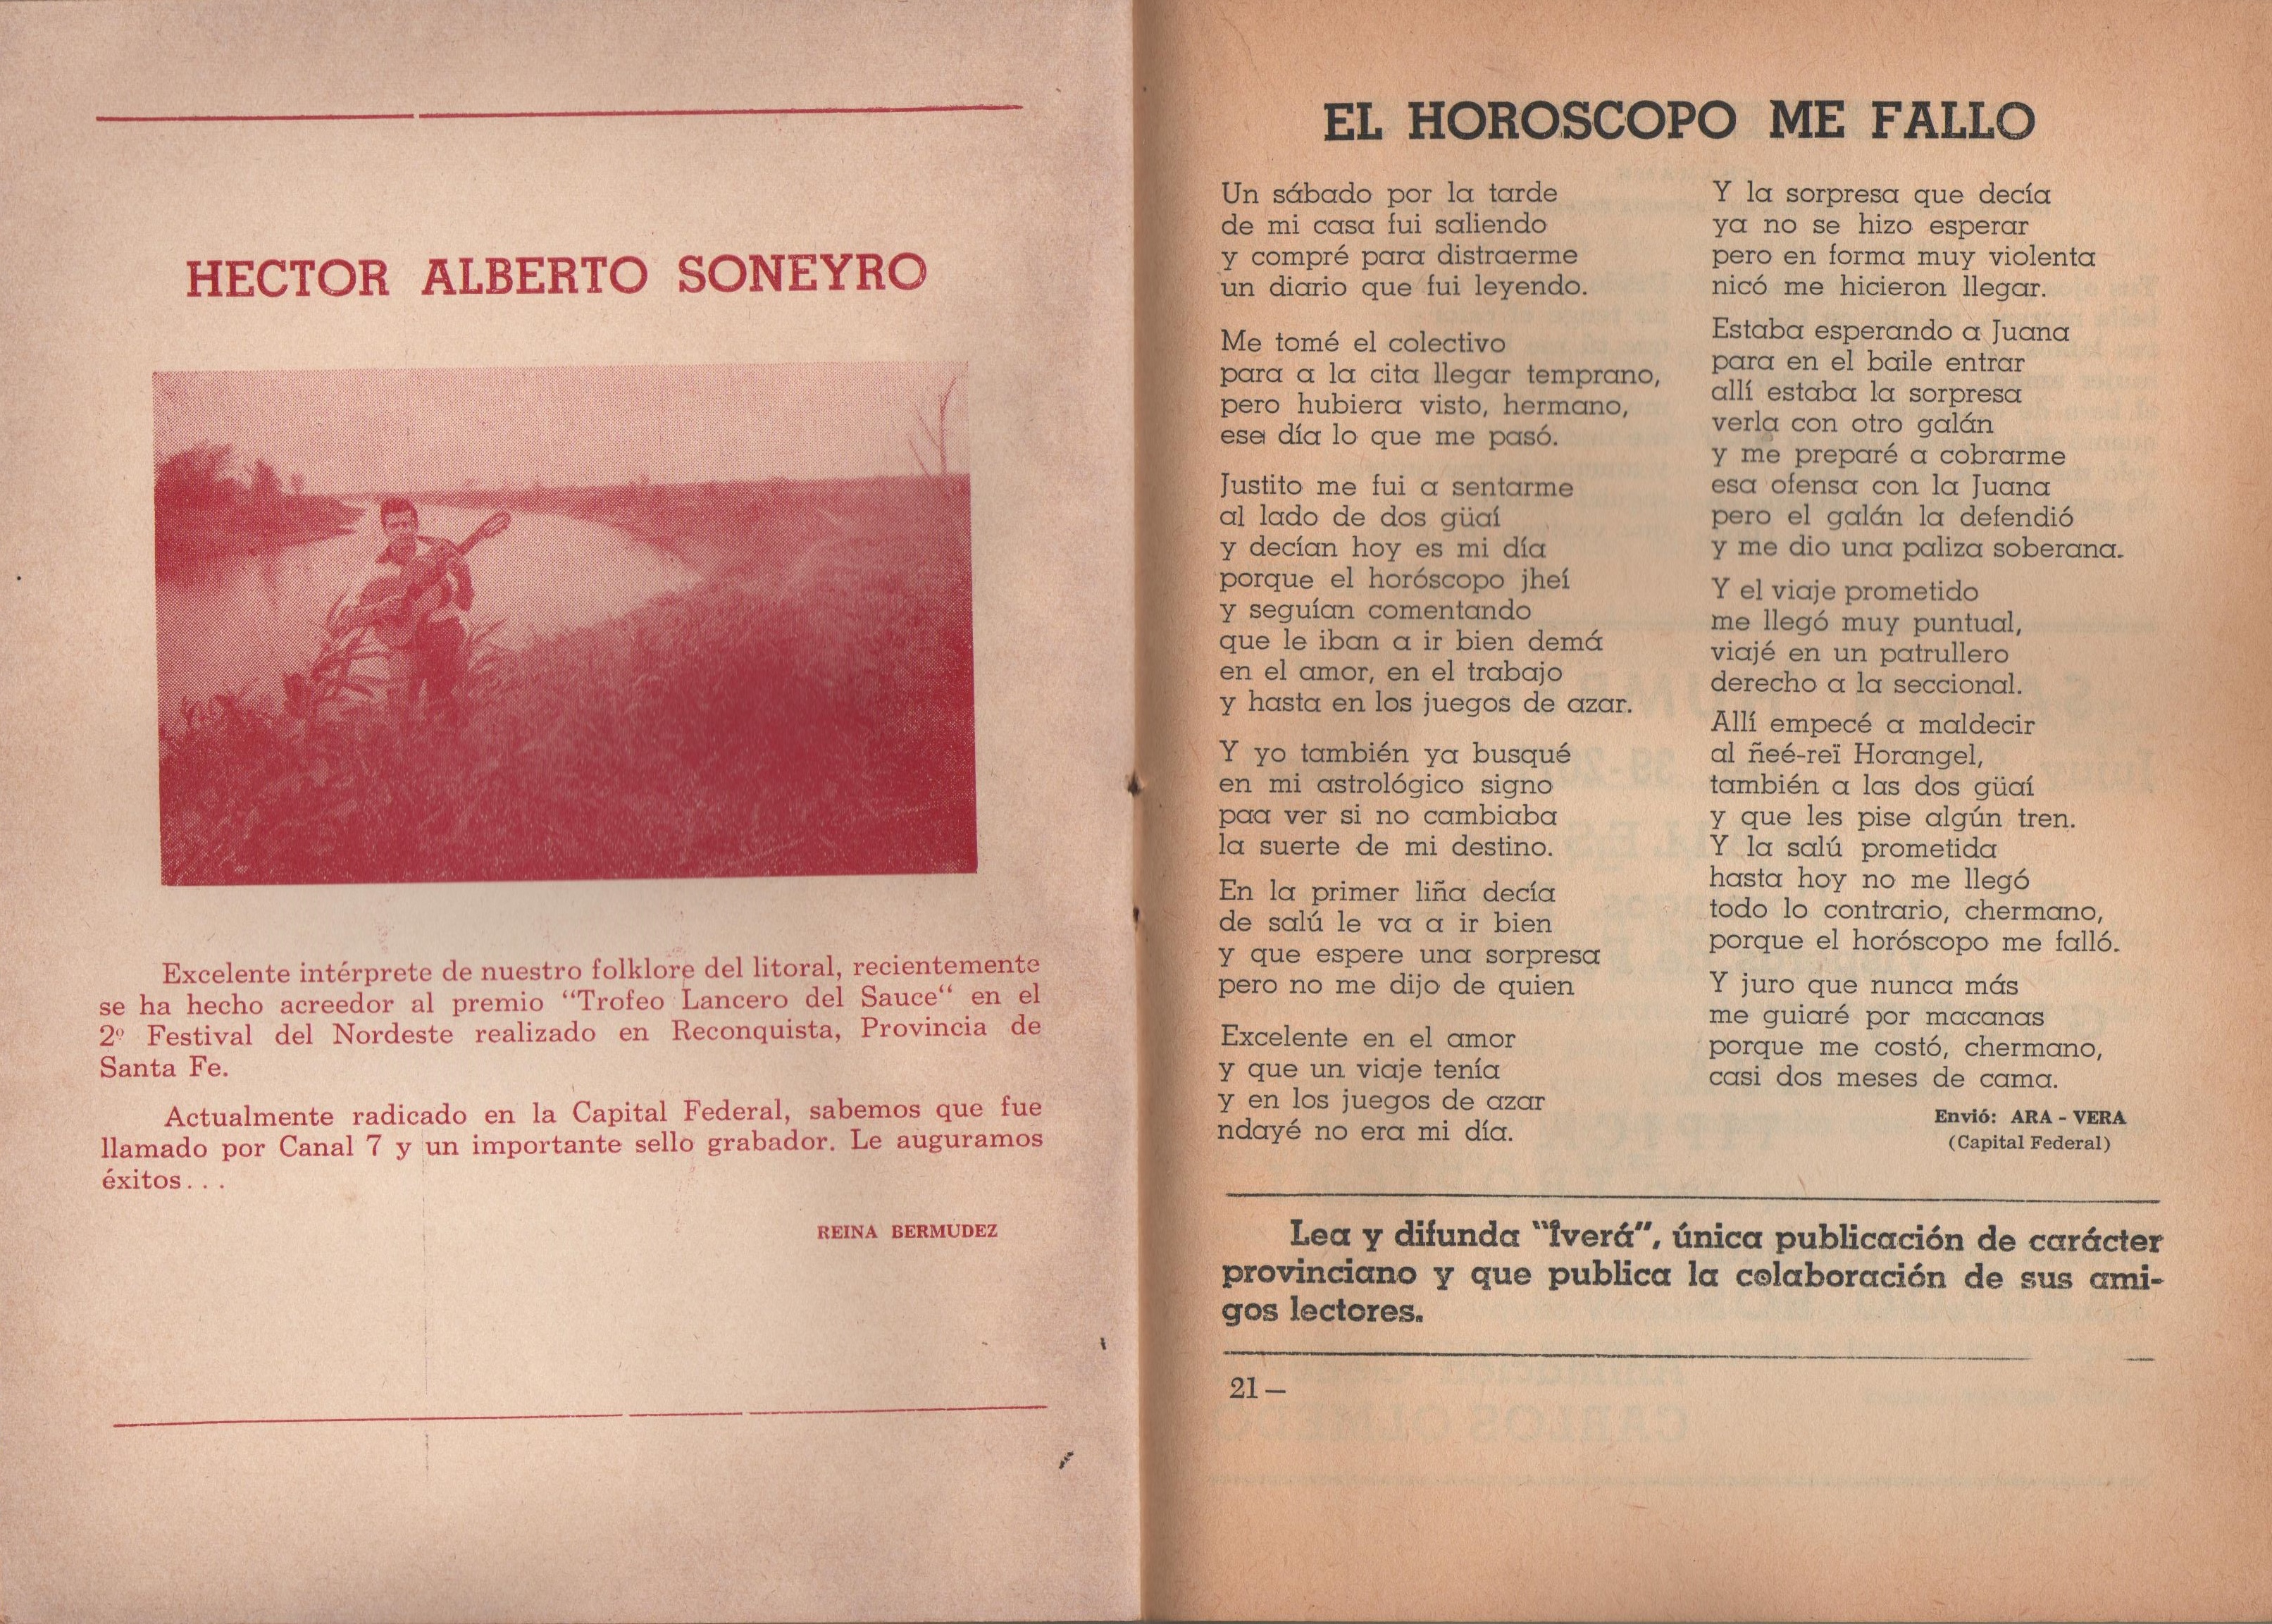 HECTOR ALBERTO SONEYRO
Excelente intérprete de nuestro folklore del litoral, recientemente
se ha hecho acreedor al premio “Trofeo Lancero del Sauce“ en el
2º Festival del Nordeste realizado en Reconquista, Provincia de
Santa Fe.
Actualmente radicado en la Capital Federal, sabemos que fue
llamado por Canal 7 y un importante sello grabador. Le auguramos
éxitos...
REINA BERMUDEZ
EL HOROSCOPO ME FALLO
Un sábado por la tarde
de mi casa fui saliendo
y compré para distraerme
un diario que fui leyendo.
Me tomé el colectivo
para a la cita llegar temprano,
pero hubiera visto, hermano,
ese día lo que me pasó.
Justito me fui a sentarme
al lado de dos güaí
y decían hoy es mi día
porque el horóscopo jheí
y seguían comentando
que le iban a ir bien demá
en el amor, en el trabajo
y hasta en los juegos de azar.
Y yo también ya busqué
en mi astrológico signo
paa ver si no cambiaba
la suerte de mi destino.
En la primer liña decía
de salú le va a ir bien
y que espere una sorpresa
pero no me dijo de quien
Excelente en el amor
y que un viaje tenía
y en los juegos de azar
ndayé no era mi día.
Y la sorpresa que decía
ya no se hizo esperar
pero en forma muy violenta
nicó me hicieron llegar.
Estaba esperando a Juana
para en el baile entrar
allí estaba la sorpresa
verla con otro galán
y me preparé a cobrarme
esa ofensa con la Juana
pero el galán la defendió
y me dio una paliza soberana.
Y el viaje prometido
me llegó muy puntual,
viajé en un patrullero
derecho a la seccional.
Allí empecé a maldecir
al ñeé-reï Horangel,
también a las dos güaí
y que les pise algún tren.
Y la salú prometida
hasta hoy no me llegó
todo lo contrario, chermano,
porque el horóscopo me falló.
Y juro que nunca más
me guiaré por macanas
porque me costó, chermano,
casi dos meses de cama.
Envió: ARA - VERA
(Capital Federal)
Lea y difunda “Îverá”, única publicación de carácter
provinciano y que publica la colaboración de sus ami-
gos lectores.
21 —